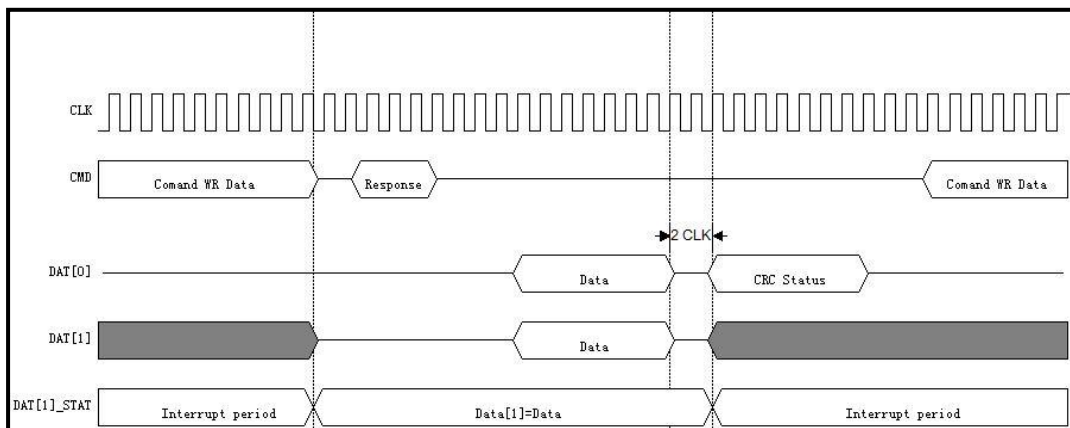 CLK
CMD
Comand WR Data
Response
Comand WR Data
2 CLK
DAT[0]
Data
CRC Status
DAT[1]
Data
DAT[1]_STAT
Interrupt period
Data[1]=Data
Interrupt period